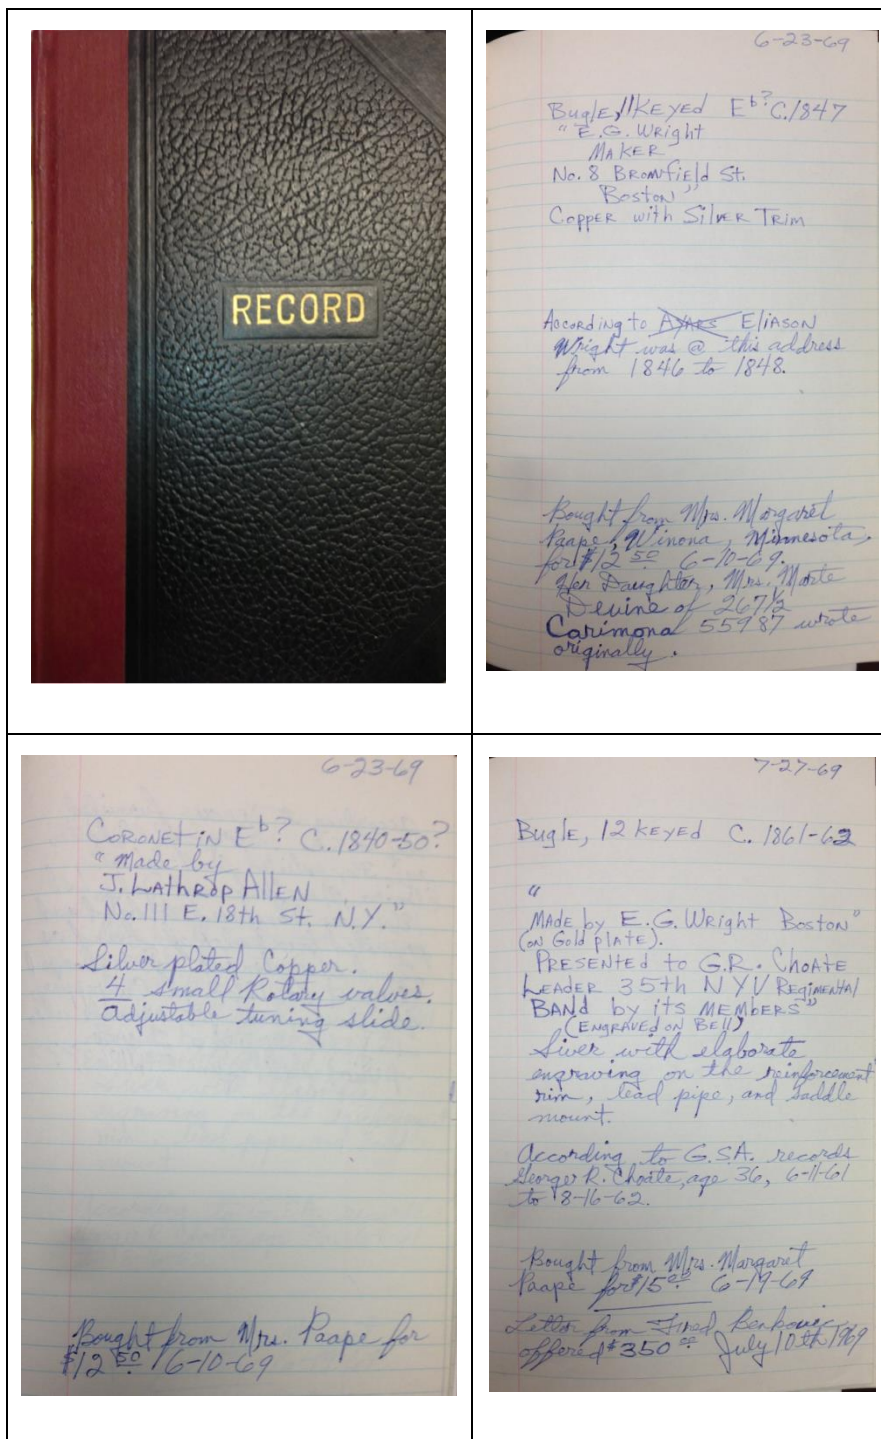 RECORD
6-23-69
Bugle, 11 KEYED Eb? C. 1847
"E.G. Wright
MAKER
No. 8 Bromfield St.
Boston"
Copper with Silver Trim
According to Ayars Eliason
Wright was @ this address
from 1846 to 1848.
Bought from Mrs. Margaret
Paape, Winona, Minnesota,
for $12 50 6-10-69.
Her Daughter, Mrs.
Devine of 267 1/2
Carimona 55987 wrote
originally.
6-23-69
CORONET iN Eb? C. 1840-50?
"Made by
J. LAthrop Allen
No. 111 E. 18th St. N.Y."
Silver plated Copper.
4 small Rotary valves.
adjustable tuning slide.
Bought from Mrs. Paape for
$12 50 6-10-69
7-27-69
Bugle, 12 keyed C. 1861-62
"
MADE by E.G. Wright Boston"
(on Gold plate).
PRESENTED to G.R. CHOATE
LEADER 35th NYV REgimental
BAND by its MEMBERS"
(ENGRAVED ON BELL)
Siver with elaborate
engraving on the reinforcement
rim, lead pipe, and saddle
mount.
According to G.S.A. records
George R. Choate, age 36, 6-11-61
to 8-16-62.
Bought from Mrs. Margaret
Paape for $15 00 6-19-69
Letter from
offered $350 00 July 10th 1969